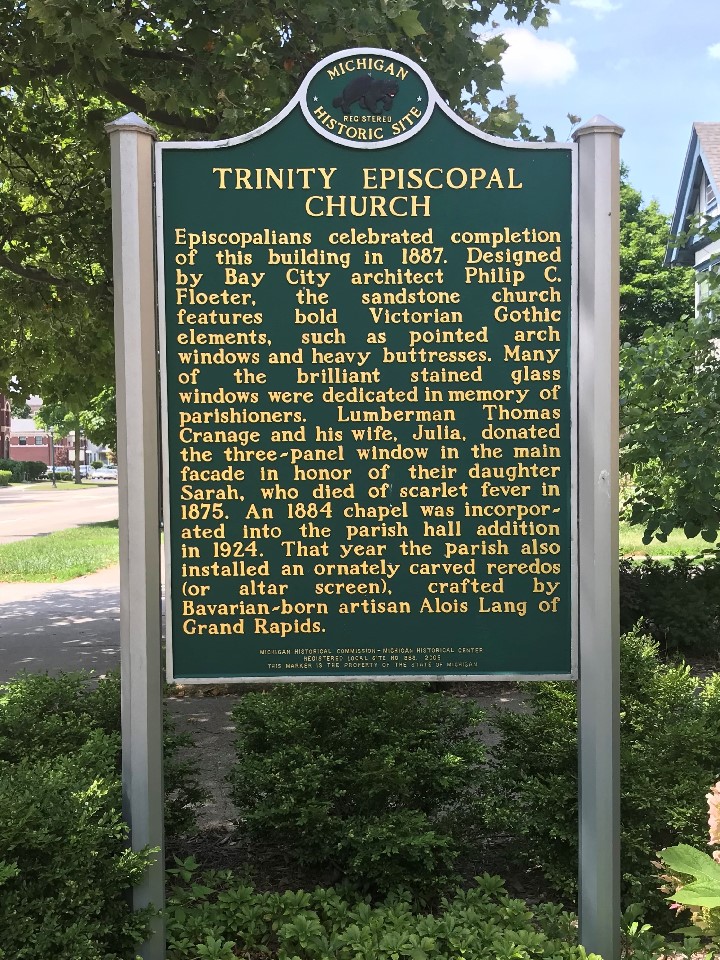 MICHIGAN
REGISTERED
HISTORIC SITE
TRINITY EPISCOPAL
CHURCH
Episcopalians celebrated completion
of this building in 1887. Designed
by Bay City architect Philip C.
Floeter, the sandstone church
features bold Victorian Gothic
elements, such as pointed arch
windows and heavy buttresses. Many
of the brilliant stained glass
windows were dedicated in memory of
parishioners. Lumberman Thomas
Cranage and his wife, Julia, donated
the three-panel window in the main
facade in honor of their daughter
Sarah, who died of scarlet fever in
1875. An 1884 chapel was incorpor-
ated into the parish hall addition
in 1924. That year the parish also
installed an ornately carved reredos
(or altar screen), crafted by
Bavarian-born artisan Alois Lang of
Grand Rapids.
MICHIGAN HISTORICAL COMMISSION - MICHIGAN HISTORICAL CENTER
REGISTERED LOCAL SITE NO.
THIS MARKER IS THE PROPERTY OF THE STATE OF MICHIGAN